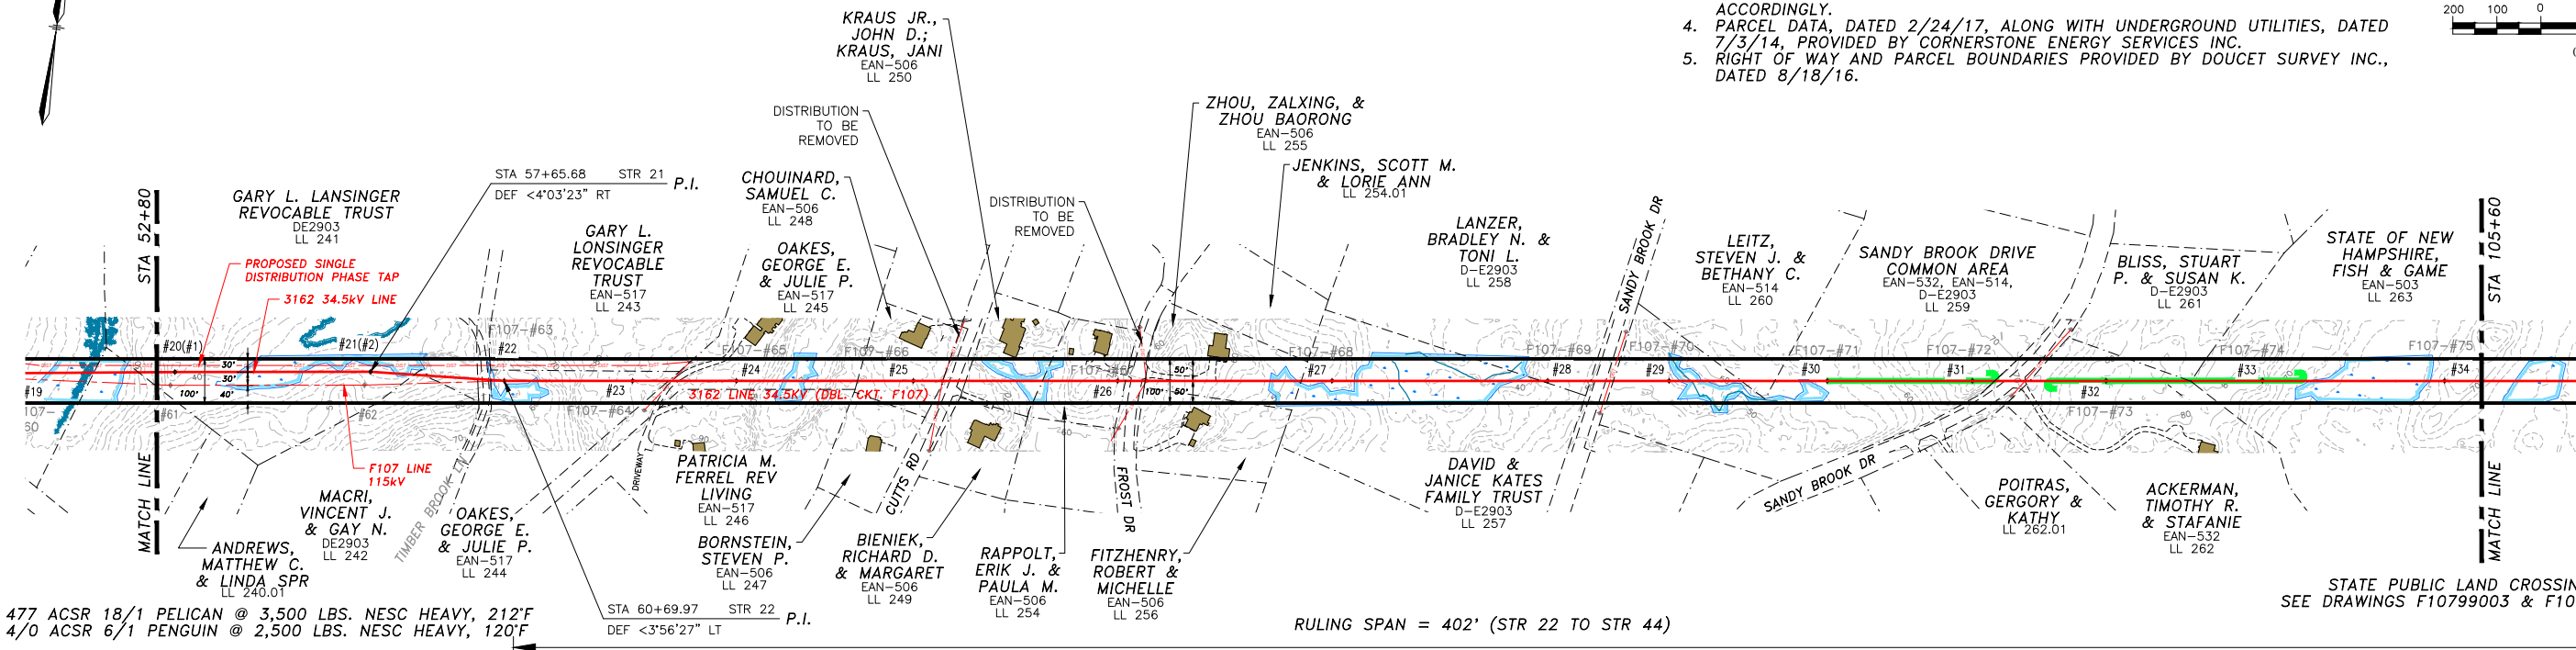 ACCORDINGLY.
4. PARCEL DATA, DATED 2/24/17, ALONG WITH UNDERGROUND UTILITIES, DATED
7/3/14, PROVIDED BY CORNERSTONE ENERGY SERVICES INC.
5. RIGHT OF WAY AND PARCEL BOUNDARIES PROVIDED BY DOUCET SURVEY INC.,
DATED 8/18/16.
200 100 0
KRAUS JR.,
JOHN D.;
KRAUS, JANI
EAN-506
LL 250
DISTRIBUTION
TO BE
REMOVED
ZHOU, ZALXING, &
ZHOU BAORONG
EAN-506
LL 255
JENKINS, SCOTT M.
& LORIE ANN
LL 254.01
STA 52+80
MATCH LINE
GARY L. LANSINGER
REVOCABLE TRUST
DE2903
LL 241
PROPOSED SINGLE
DISTRIBUTION PHASE TAP
3162 34.5kV LINE
STA 57+65.68 STR 21
P.I.
DEF <4°03'23" RT
GARY L.
LONSINGER
REVOCABLE
TRUST
EAN-517
LL 243
CHOUINARD,
SAMUEL C.
EAN-506
LL 248
OAKES,
GEORGE E.
& JULIE P.
EAN-517
LL 245
DISTRIBUTION
TO BE
REMOVED
LANZER,
BRADLEY N. &
TONI L.
D-E2903
LL 258
SANDY BROOK DR
LEITZ,
STEVEN J. &
BETHANY C.
EAN-514
LL 260
SANDY BROOK DRIVE
COMMON AREA
EAN-532, EAN-514,
D-E2903
LL 259
BLISS, STUART
P. & SUSAN K.
D-E2903
LL 261
STATE OF NEW
HAMPSHIRE,
FISH & GAME
EAN-503
LL 263
STA 105+60
MATCH LINE
#19
#20(#1)
#21(#2)
#22
#23
#24
#25
#26
#27
#28
#29
#30
#31
#32
#33
#34
#61
#62
F107-#63
F107-#64
F107-#65
F107-#66
F107-#68
F107-#69
F107-#70
F107-#71
F107-#72
F107-#73
F107-#74
F107-#75
30'
30'
100'
40'
50'
100'
50'
3162 LINE 34.5KV (DBL. CKT. F107)
F107 LINE
115kV
ANDREWS,
MATTHEW C.
& LINDA SPR
LL 240.01
MACRI,
VINCENT J.
& GAY N.
DE2903
LL 242
TIMBER BROOK LN
OAKES,
GEORGE E.
& JULIE P.
EAN-517
LL 244
DRIVEWAY
PATRICIA M.
FERREL REV
LIVING
EAN-517
LL 246
BORNSTEIN,
STEVEN P.
EAN-506
LL 247
CUTTS RD
BIENIEK,
RICHARD D.
& MARGARET
EAN-506
LL 249
RAPPOLT,
ERIK J. &
PAULA M.
EAN-506
LL 254
FROST DR
FITZHENRY,
ROBERT &
MICHELLE
EAN-506
LL 256
DAVID &
JANICE KATES
FAMILY TRUST
D-E2903
LL 257
SANDY BROOK DR
POITRAS,
GERGORY &
KATHY
LL 262.01
ACKERMAN,
TIMOTHY R.
& STAFANIE
EAN-532
LL 262
STA 60+69.97 STR 22
P.I.
DEF <3°56'27" LT
477 ACSR 18/1 PELICAN @ 3,500 LBS. NESC HEAVY, 212°F
4/0 ACSR 6/1 PENGUIN @ 2,500 LBS. NESC HEAVY, 120°F
RULING SPAN = 402' (STR 22 TO STR 44)
STATE PUBLIC LAND CROSSIN
SEE DRAWINGS F10799003 & F10